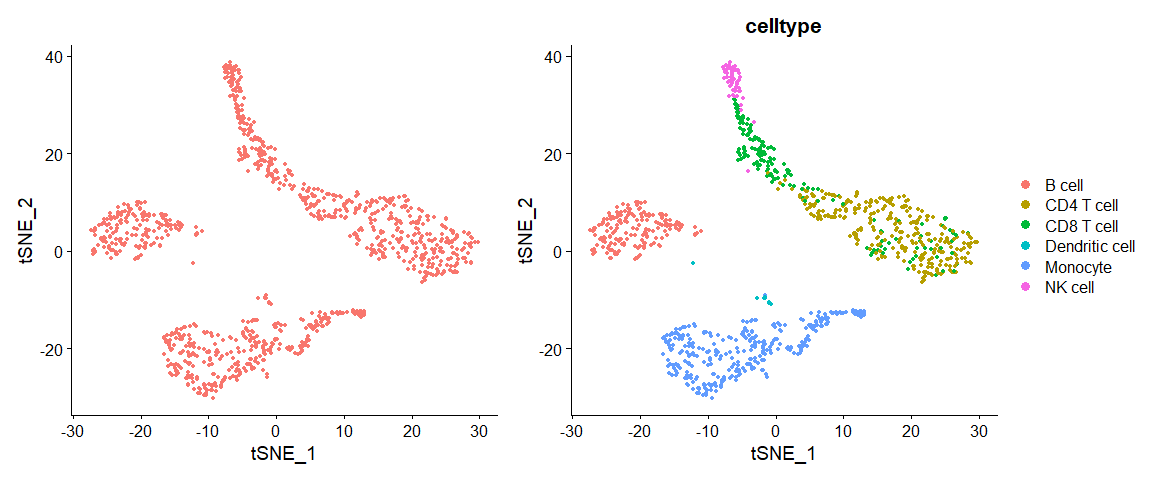 celltype
40
20
0
-20
tSNE_2
-30 -20 -10 0 10 20 30
tSNE_1
40
20
0
-20
tSNE_2
-30 -20 -10 0 10 20 30
tSNE_1
B cell
CD4 T cell
CD8 T cell
Dendritic cell
Monocyte
NK cell